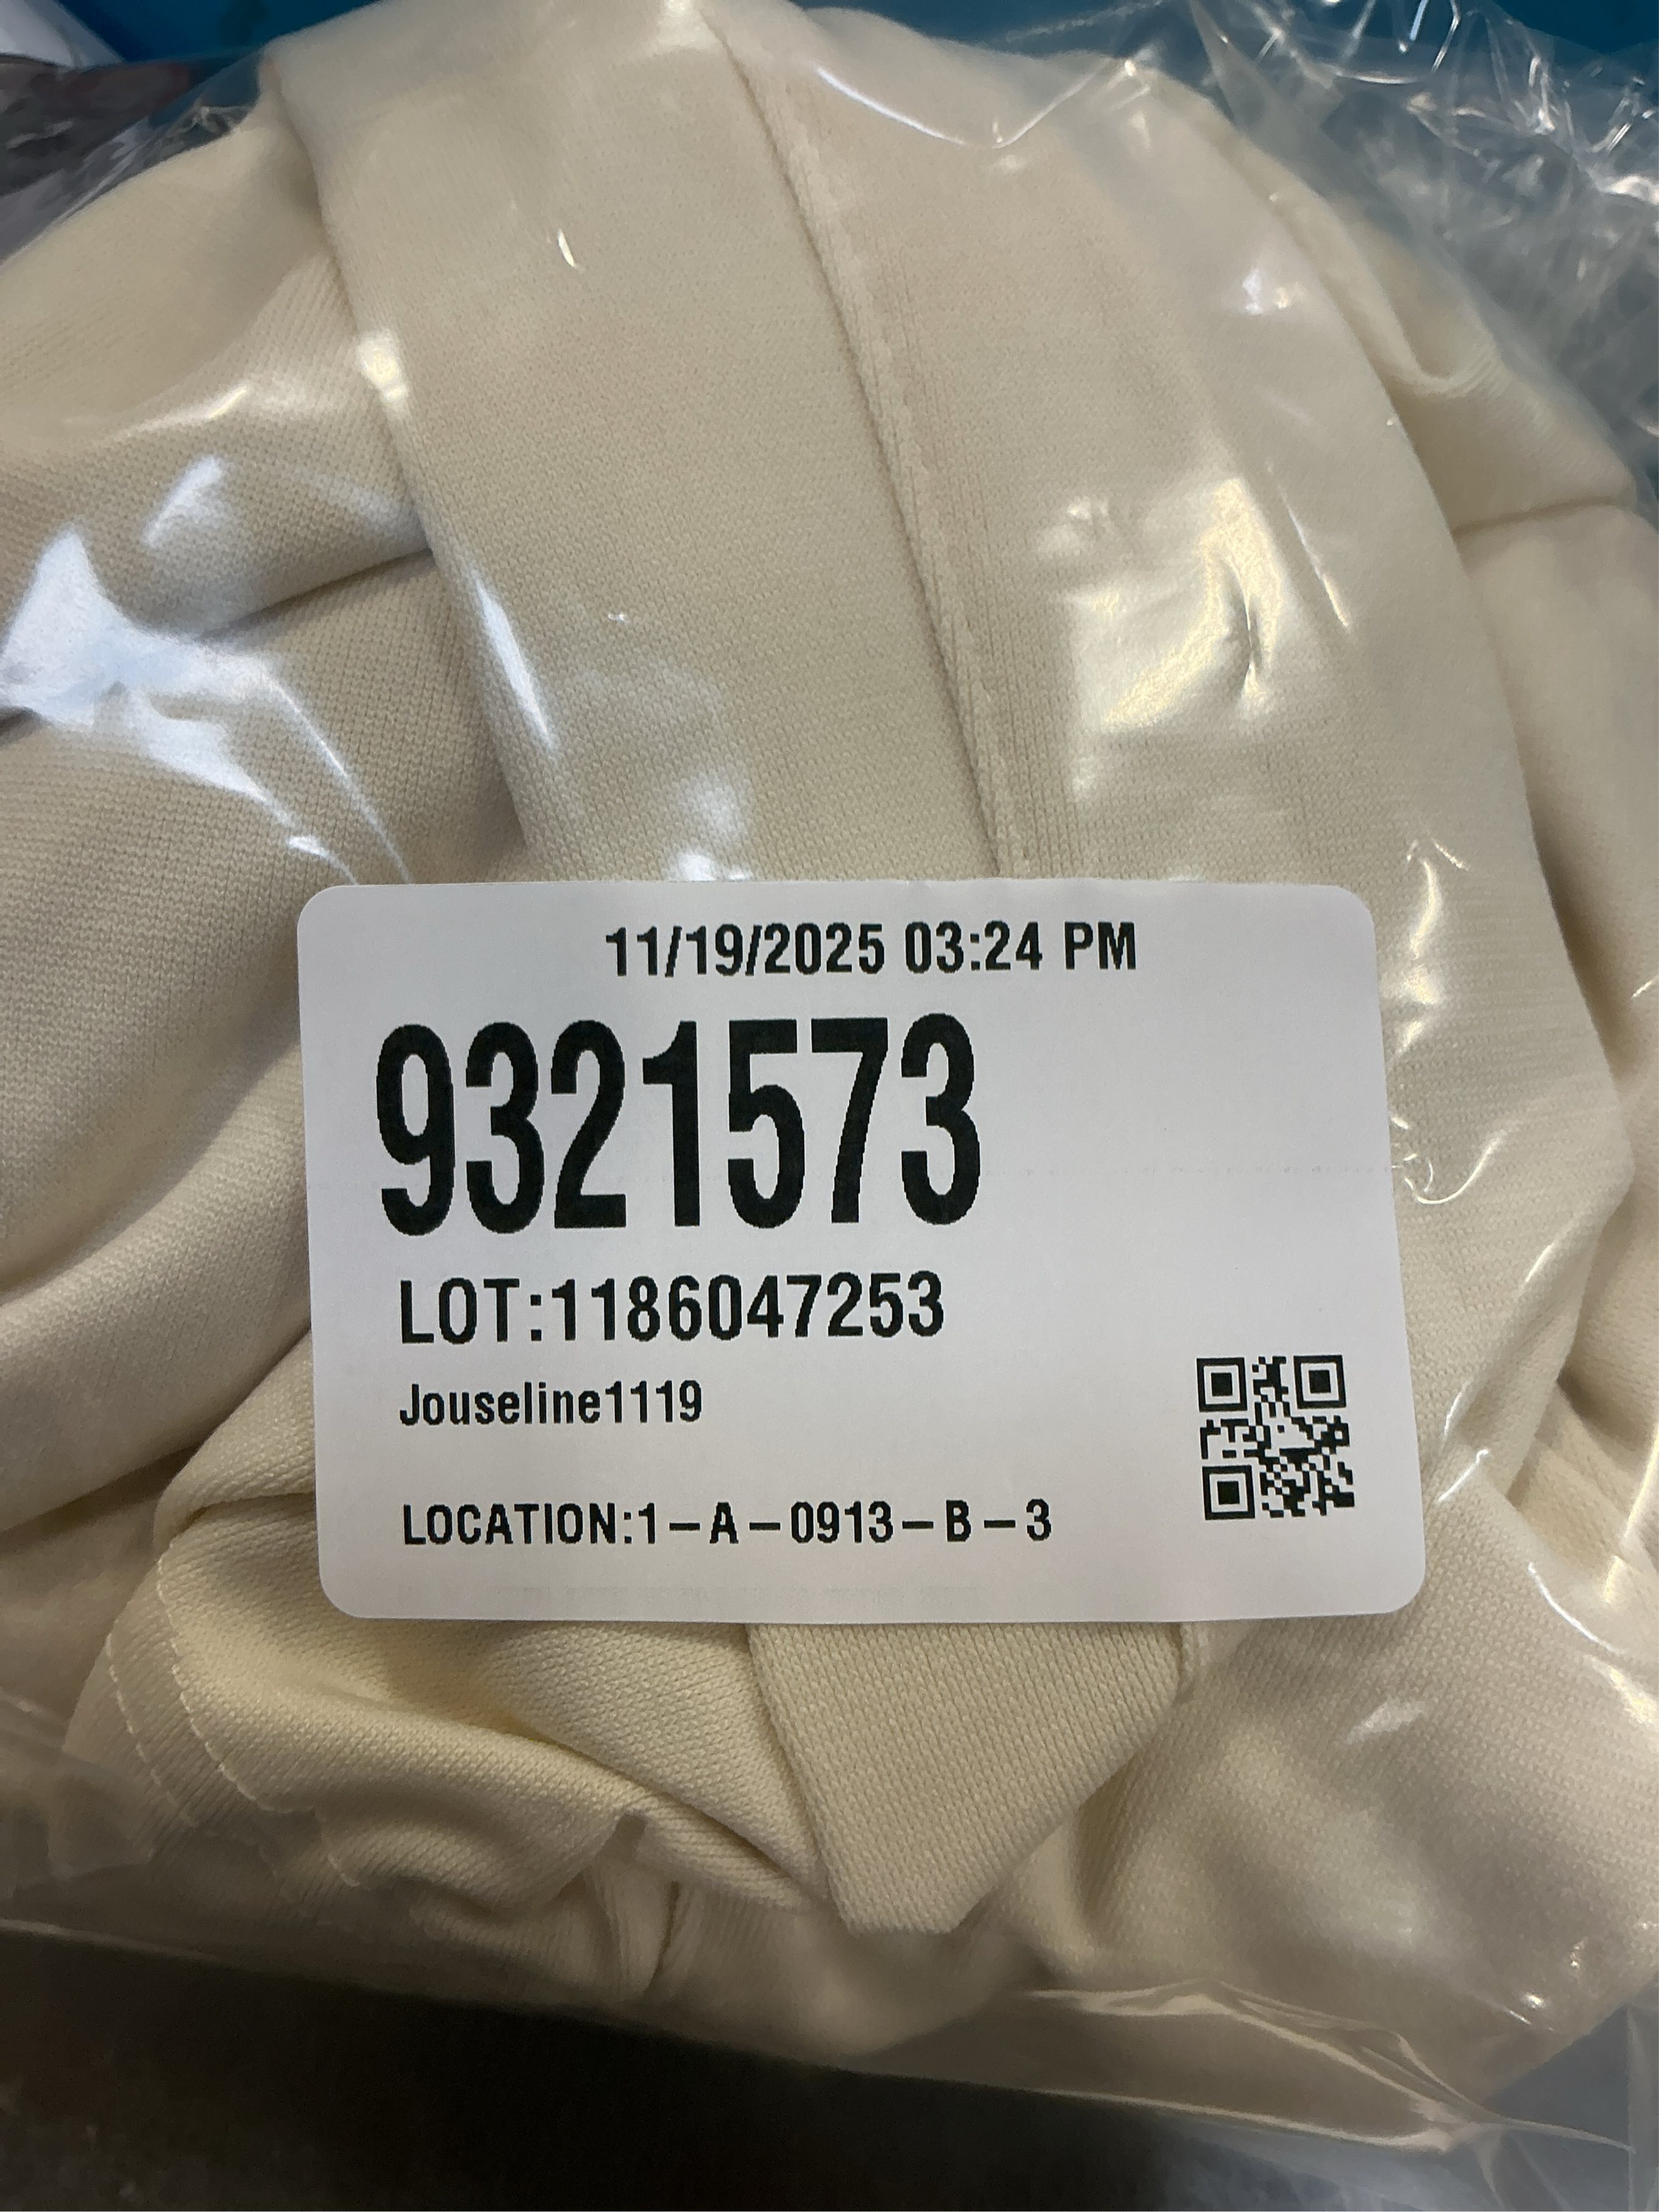 11/19/2025 03:24 PM
9321573
LOT:1186047253
Jouseline1119
LOCATION:1-A-0913-B-3